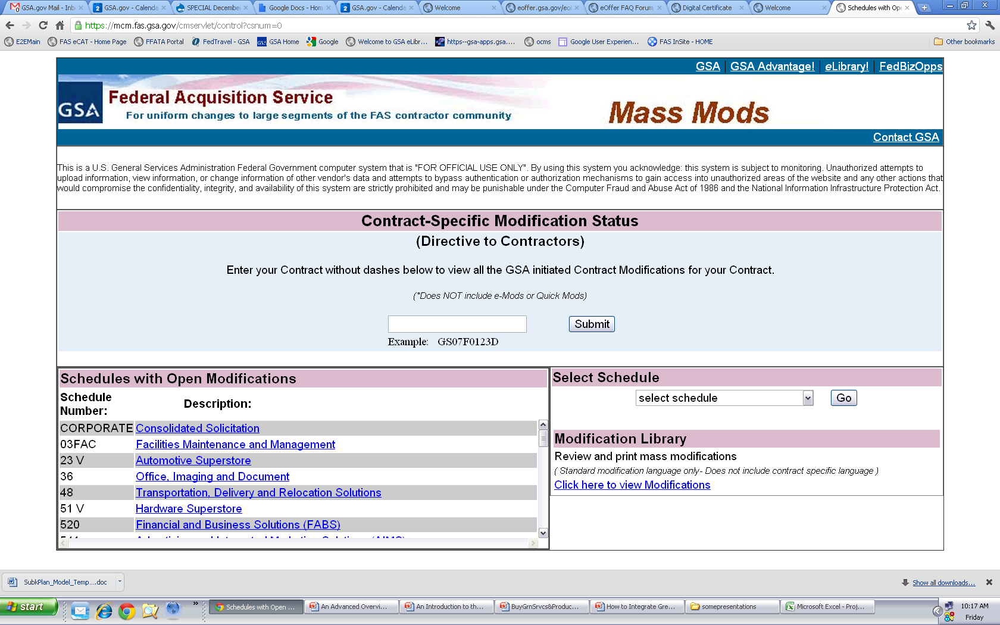 GSA.gov Mail - Inb
GSA.gov - Calenda
SPECIAL December
Google Docs - Hom
GSA.gov - Calenda
Welcome
eoffer.gsa.gov/eof
eOffer FAQ Forum
Digital Certificate
Welcome
Schedules with Ope
https://mcm.fas.gsa.gov/cmservlet/control?csnum=0
E2EMain
FAS eCAT - Home Page
FFATA Portal
FedTravel - GSA
GSA Home
Google
Welcome to GSA eLibr...
https--gsa-apps.gsa....
ocms
Google User Experien...
FAS InSite - HOME
Other bookmarks
GSA | GSA Advantage! | eLibrary! | FedBizOpps
GSA
Federal Acquisition Service
For uniform changes to large segments of the FAS contractor community
Mass Mods
Contact GSA
This is a U.S. General Services Administration Federal Government computer system that is "FOR OFFICIAL USE ONLY". By using this system you acknowledge: this system is subject to monitoring. Unauthorized attempts to
upload information, view information, or change information of other vendor's data and attempts to bypass authentication or authorization mechanisms to gain access into unauthorized areas of the website and any other actions that
would compromise the confidentiality, integrity, and availability of this system are strictly prohibited and may be punishable under the Computer Fraud and Abuse Act of 1986 and the National Information Infrastructure Protection Act.
Contract-Specific Modification Status
(Directive to Contractors)
Enter your Contract without dashes below to view all the GSA initiated Contract Modifications for your Contract.
(*Does NOT include e-Mods or Quick Mods)
Submit
Example: GS07F0123D
Schedules with Open Modifications
Schedule
Number:
Description:
CORPORATE Consolidated Solicitation
03FAC Facilities Maintenance and Management
23 V Automotive Superstore
36 Office, Imaging and Document
48 Transportation, Delivery and Relocation Solutions
51 V Hardware Superstore
520 Financial and Business Solutions (FABS)
Select Schedule
select schedule
Go
Modification Library
Review and print mass modifications
( Standard modification language only- Does not include contract specific language )
Click here to view Modifications
SubkPlan_Model_Temp....doc
Show all downloads...
start
Schedules with Open ...
An Advanced Overvi...
An Introduction to th...
BuyGrnSrvcs&Produc...
How to Integrate Gre...
somepresentations
Microsoft Excel - Proj...
10:17 AM
Friday